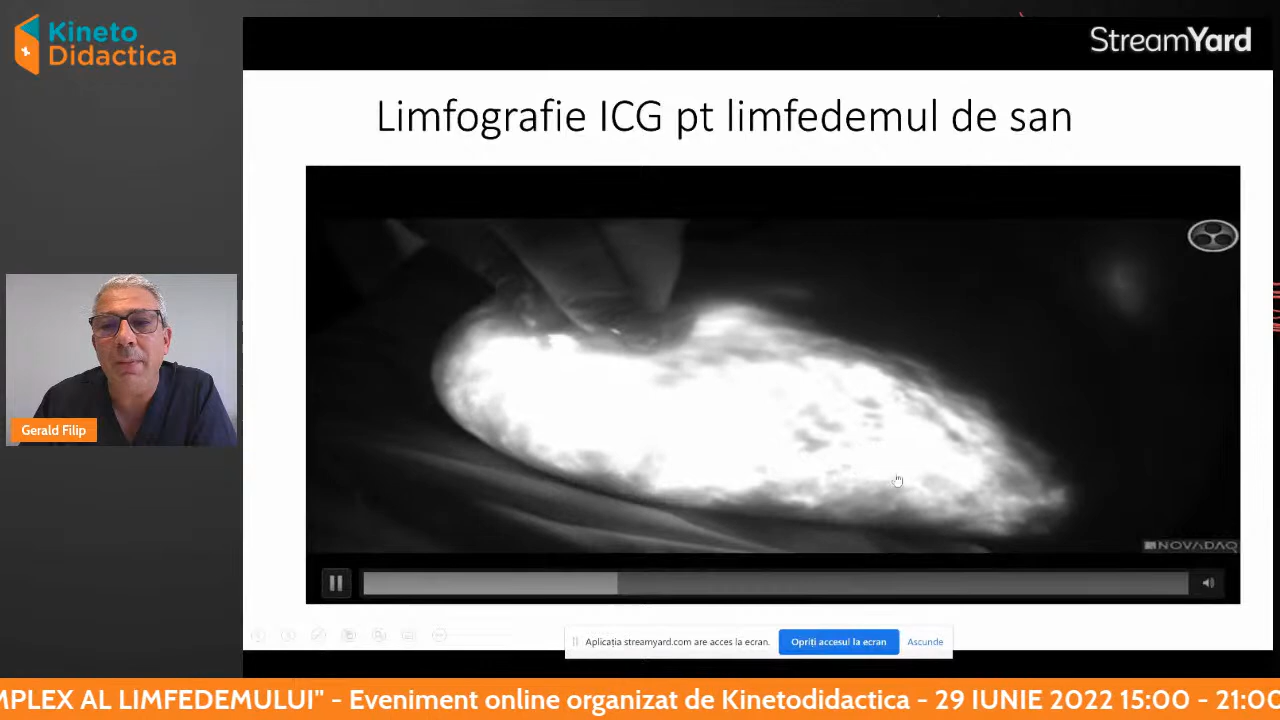 Kineto
Didactica
StreamYard
Limfografie ICG pt limfedemul de san
NOVADAQ
Gerald Filip
Aplicația streamyard.com are acces la ecran.
Opriți accesul la ecran
Ascunde
MPLEX AL LIMFEDEMULUI" - Eveniment online organizat de Kinetodidactica - 29 IUNIE 2022 15:00 - 21:00